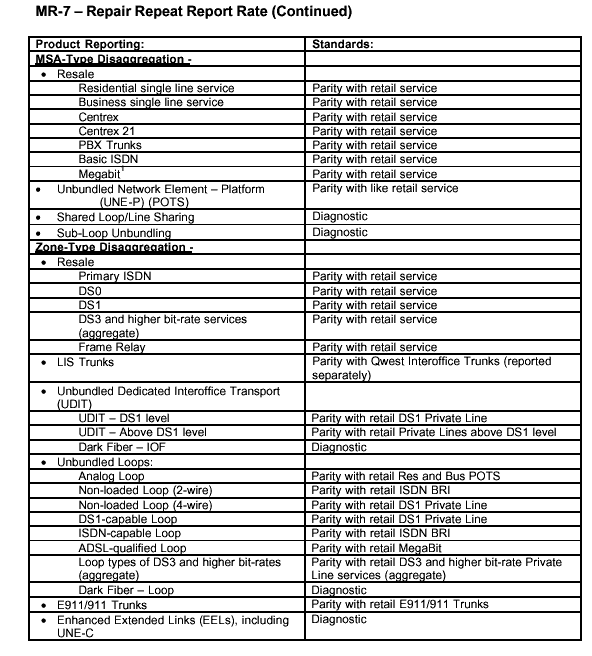 MR-7 – Repair Repeat Report Rate (Continued)
Product Reporting: Standards:
MSA-Type Disaggregation -
• Resale
Residential single line service Parity with retail service
Business single line service Parity with retail service
Centrex Parity with retail service
Centrex 21 Parity with retail service
PBX Trunks Parity with retail service
Basic ISDN Parity with retail service
Megabit¹ Parity with retail service
• Unbundled Network Element – Platform Parity with like retail service
(UNE-P) (POTS)
• Shared Loop/Line Sharing Diagnostic
• Sub-Loop Unbundling Diagnostic
Zone-Type Disaggregation -
• Resale
Primary ISDN Parity with retail service
DS0 Parity with retail service
DS1 Parity with retail service
DS3 and higher bit-rate services Parity with retail service
(aggregate)
Frame Relay Parity with retail service
• LIS Trunks Parity with Qwest Interoffice Trunks (reported
separately)
• Unbundled Dedicated Interoffice Transport
(UDIT)
UDIT – DS1 level Parity with retail DS1 Private Line
UDIT – Above DS1 level Parity with retail Private Lines above DS1 level
Dark Fiber – IOF Diagnostic
• Unbundled Loops:
Analog Loop Parity with retail Res and Bus POTS
Non-loaded Loop (2-wire) Parity with retail ISDN BRI
Non-loaded Loop (4-wire) Parity with retail DS1 Private Line
DS1-capable Loop Parity with retail DS1 Private Line
ISDN-capable Loop Parity with retail ISDN BRI
ADSL-qualified Loop Parity with retail MegaBit
Loop types of DS3 and higher bit-rates Parity with retail DS3 and higher bit-rate Private
(aggregate) Line services (aggregate)
Dark Fiber – Loop Diagnostic
• E911/911 Trunks Parity with retail E911/911 Trunks
• Enhanced Extended Links (EELs), including Diagnostic
UNE-C